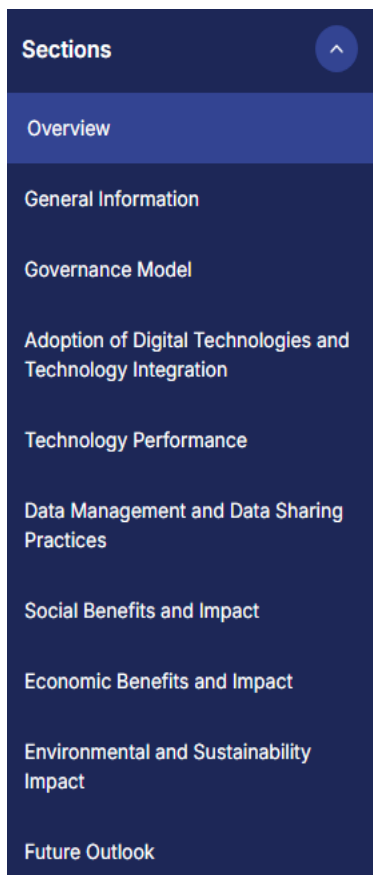 Sections
Overview
General Information
Governance Model
Adoption of Digital Technologies and
Technology Integration
Technology Performance
Data Management and Data Sharing
Practices
Social Benefits and Impact
Economic Benefits and Impact
Environmental and Sustainability
Impact
Future Outlook